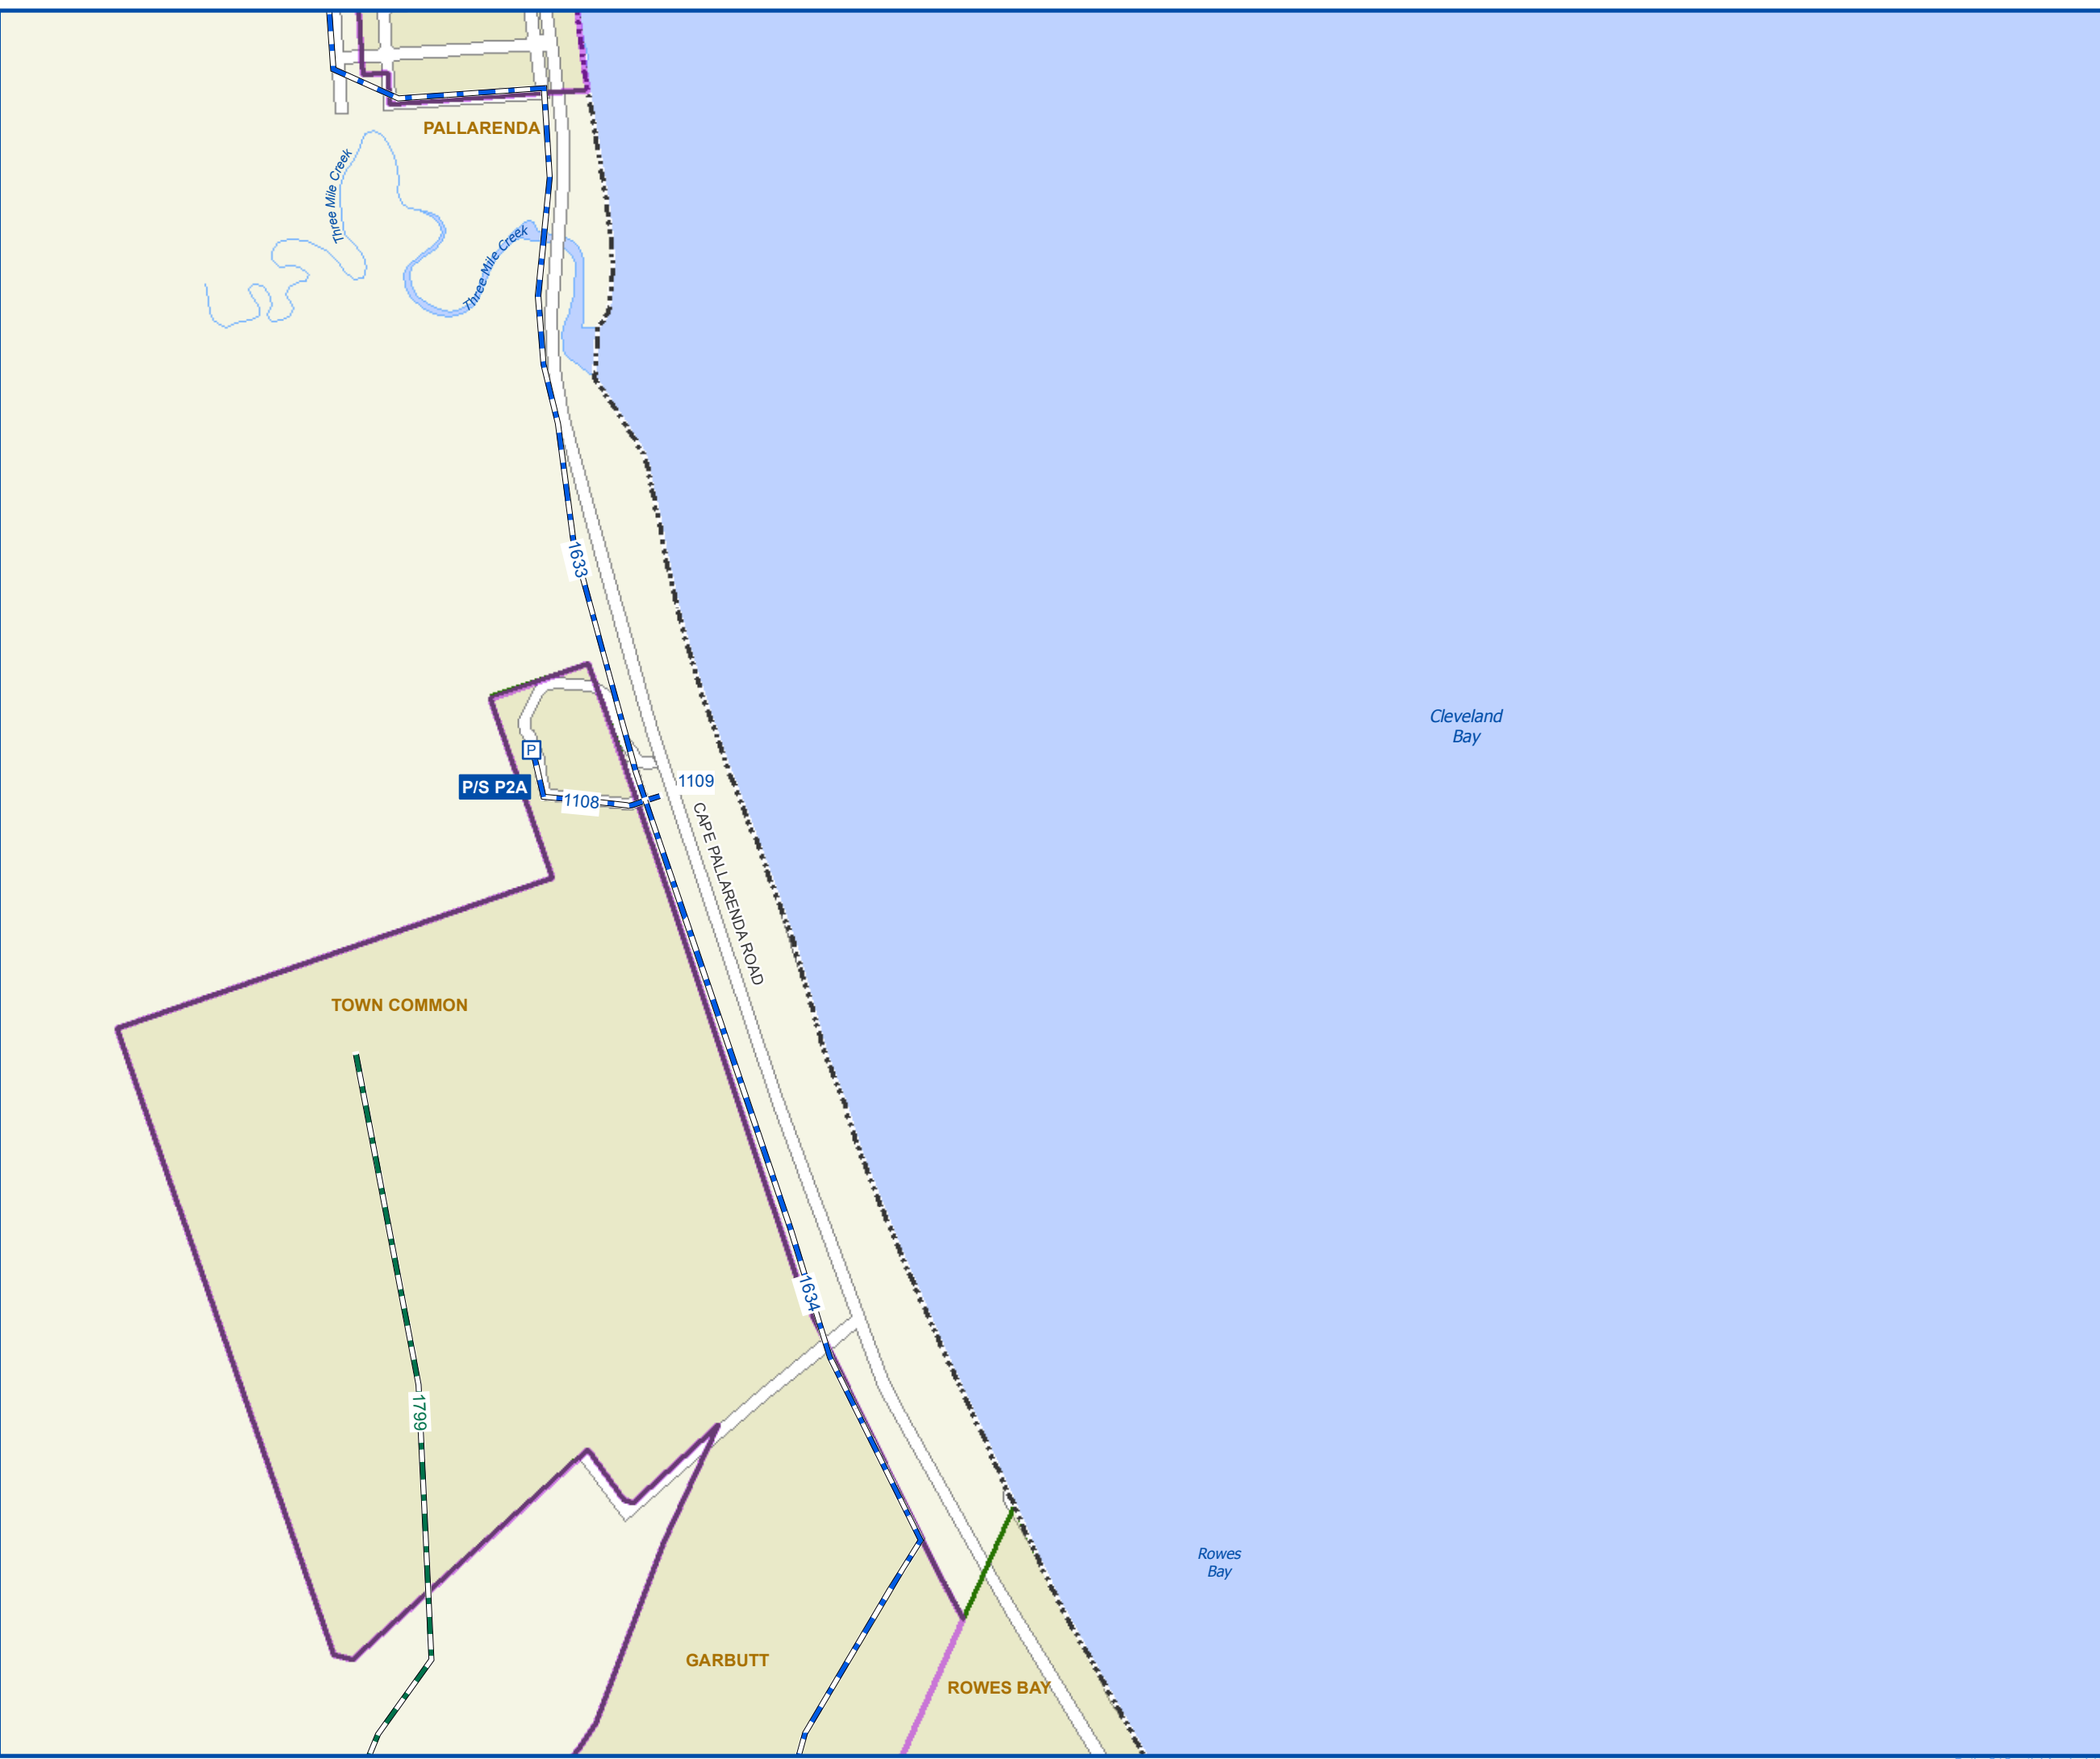 PALLARENDA
Three Mile Creek
Three Mile Creek
1633
Cleveland
Bay
P
P/S P2A
1108
1109
CAPE PALLARENDA ROAD
TOWN COMMON
1634
1799
Rowes
Bay
GARBUTT
ROWES BAY